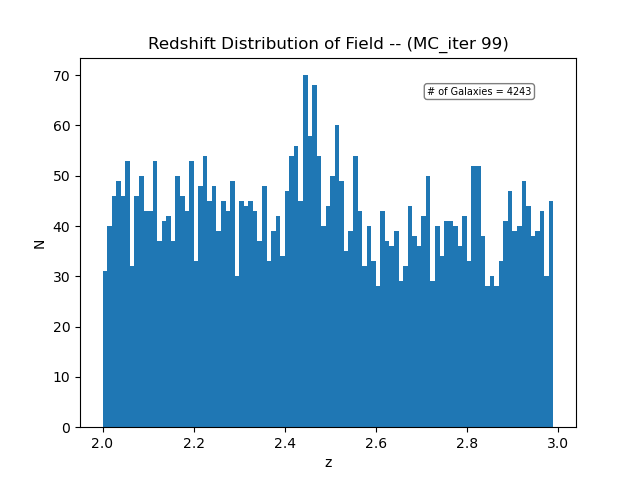 Redshift Distribution of Field -- (MC_iter 99)
# of Galaxies = 4243
70
60
50
40
30
20
10
0
N
2.0 2.2 2.4 2.6 2.8 3.0
z